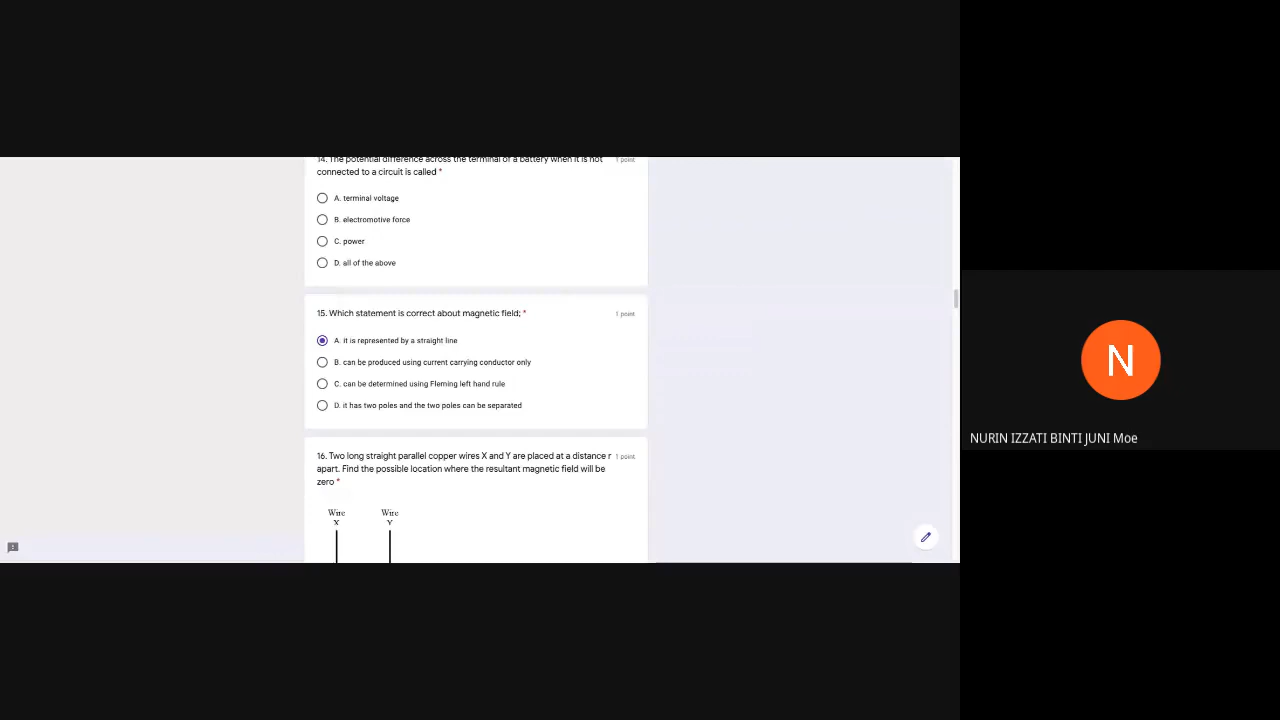 14. The potential difference across the terminal of a battery when it is not
1 point
connected to a circuit is called *
A. terminal voltage
B. electromotive force
C. power
D. all of the above
15. Which statement is correct about magnetic field; *
1 point
A. it is represented by a straight line
B. can be produced using current carrying conductor only
C. can be determined using Fleming left hand rule
D. it has two poles and the two poles can be separated
16. Two long straight parallel copper wires X and Y are placed at a distance r
1 point
apart. Find the possible location where the resultant magnetic field will be
zero *
Wire Wire
X Y
N
NURIN IZZATI BINTI JUNI Moe